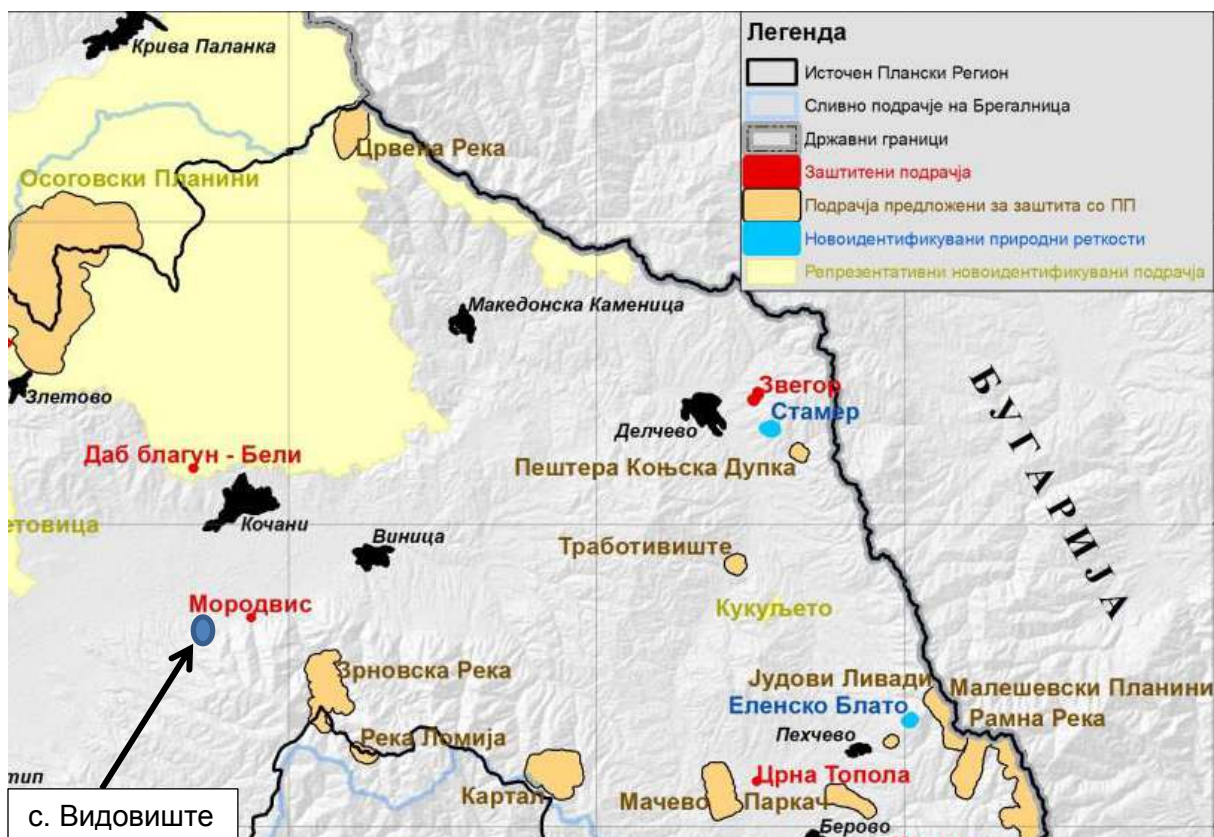 Крива Паланка
Легенда
Источен Плански Регион
Сливно подрачје на Брегалница
Државни граници
Заштитени подрачја
Подрачја предложени за заштита со ПП
Новоидентификувани природни реткости
Репрезентативни новоидентификувани подрачја
Црвена Река
Осоговски Планини
Македонска Каменица
Злетово
Звегор
Стамер
Делчево
Пештера Коњска Дупка
БУГАРИЈА
Даб благун - Бели
Кочани
етовица
Виница
Тработивиште
Мородвис
Кукуљето
Зрновска Река
Јудови Ливади
Малешевски Планини
Еленско Блато
Рамна Река
Пехчево
Река Ломија
тип
Црна Топола
Картал
Мачево
Паркач
Берово
с. Видовиште